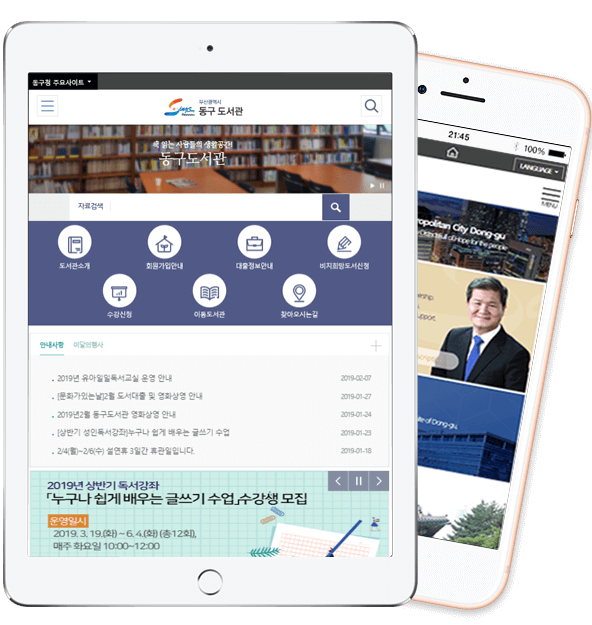 동구청 주요사이트
부산광역시
동구 도서관
책 읽는 사람들의 생활공간!
동구도서관
자료검색
도서관소개
회원가입안내
대출정보안내
비치희망도서신청
수강신청
이동도서관
찾아오시는길
안내사항 이달의행사
2019년 유아일일독서교실 운영 안내 2019-02-07
[문화가있는날]2월 도서대출 및 영화상영 안내 2019-01-27
2019년2월 동구도서관 영화상영 안내 2019-01-24
[상반기 성인독서강좌]누구나 쉽게 배우는 글쓰기 수업 2019-01-23
2/4(월)~2/6(수) 설연휴 3일간 휴관일입니다. 2019-01-18
2019년 상반기 독서강좌
「누구나 쉽게 배우는 글쓰기 수업」수강생 모집
운영일시
2019. 3. 19.(화) ~ 6. 4.(화) (총12회),
매주 화요일 10:00~12:00
21:45
100%
LANGUAGE
MENU
City Dong-gu
of Hope for the people
support.
of Dong-gu,